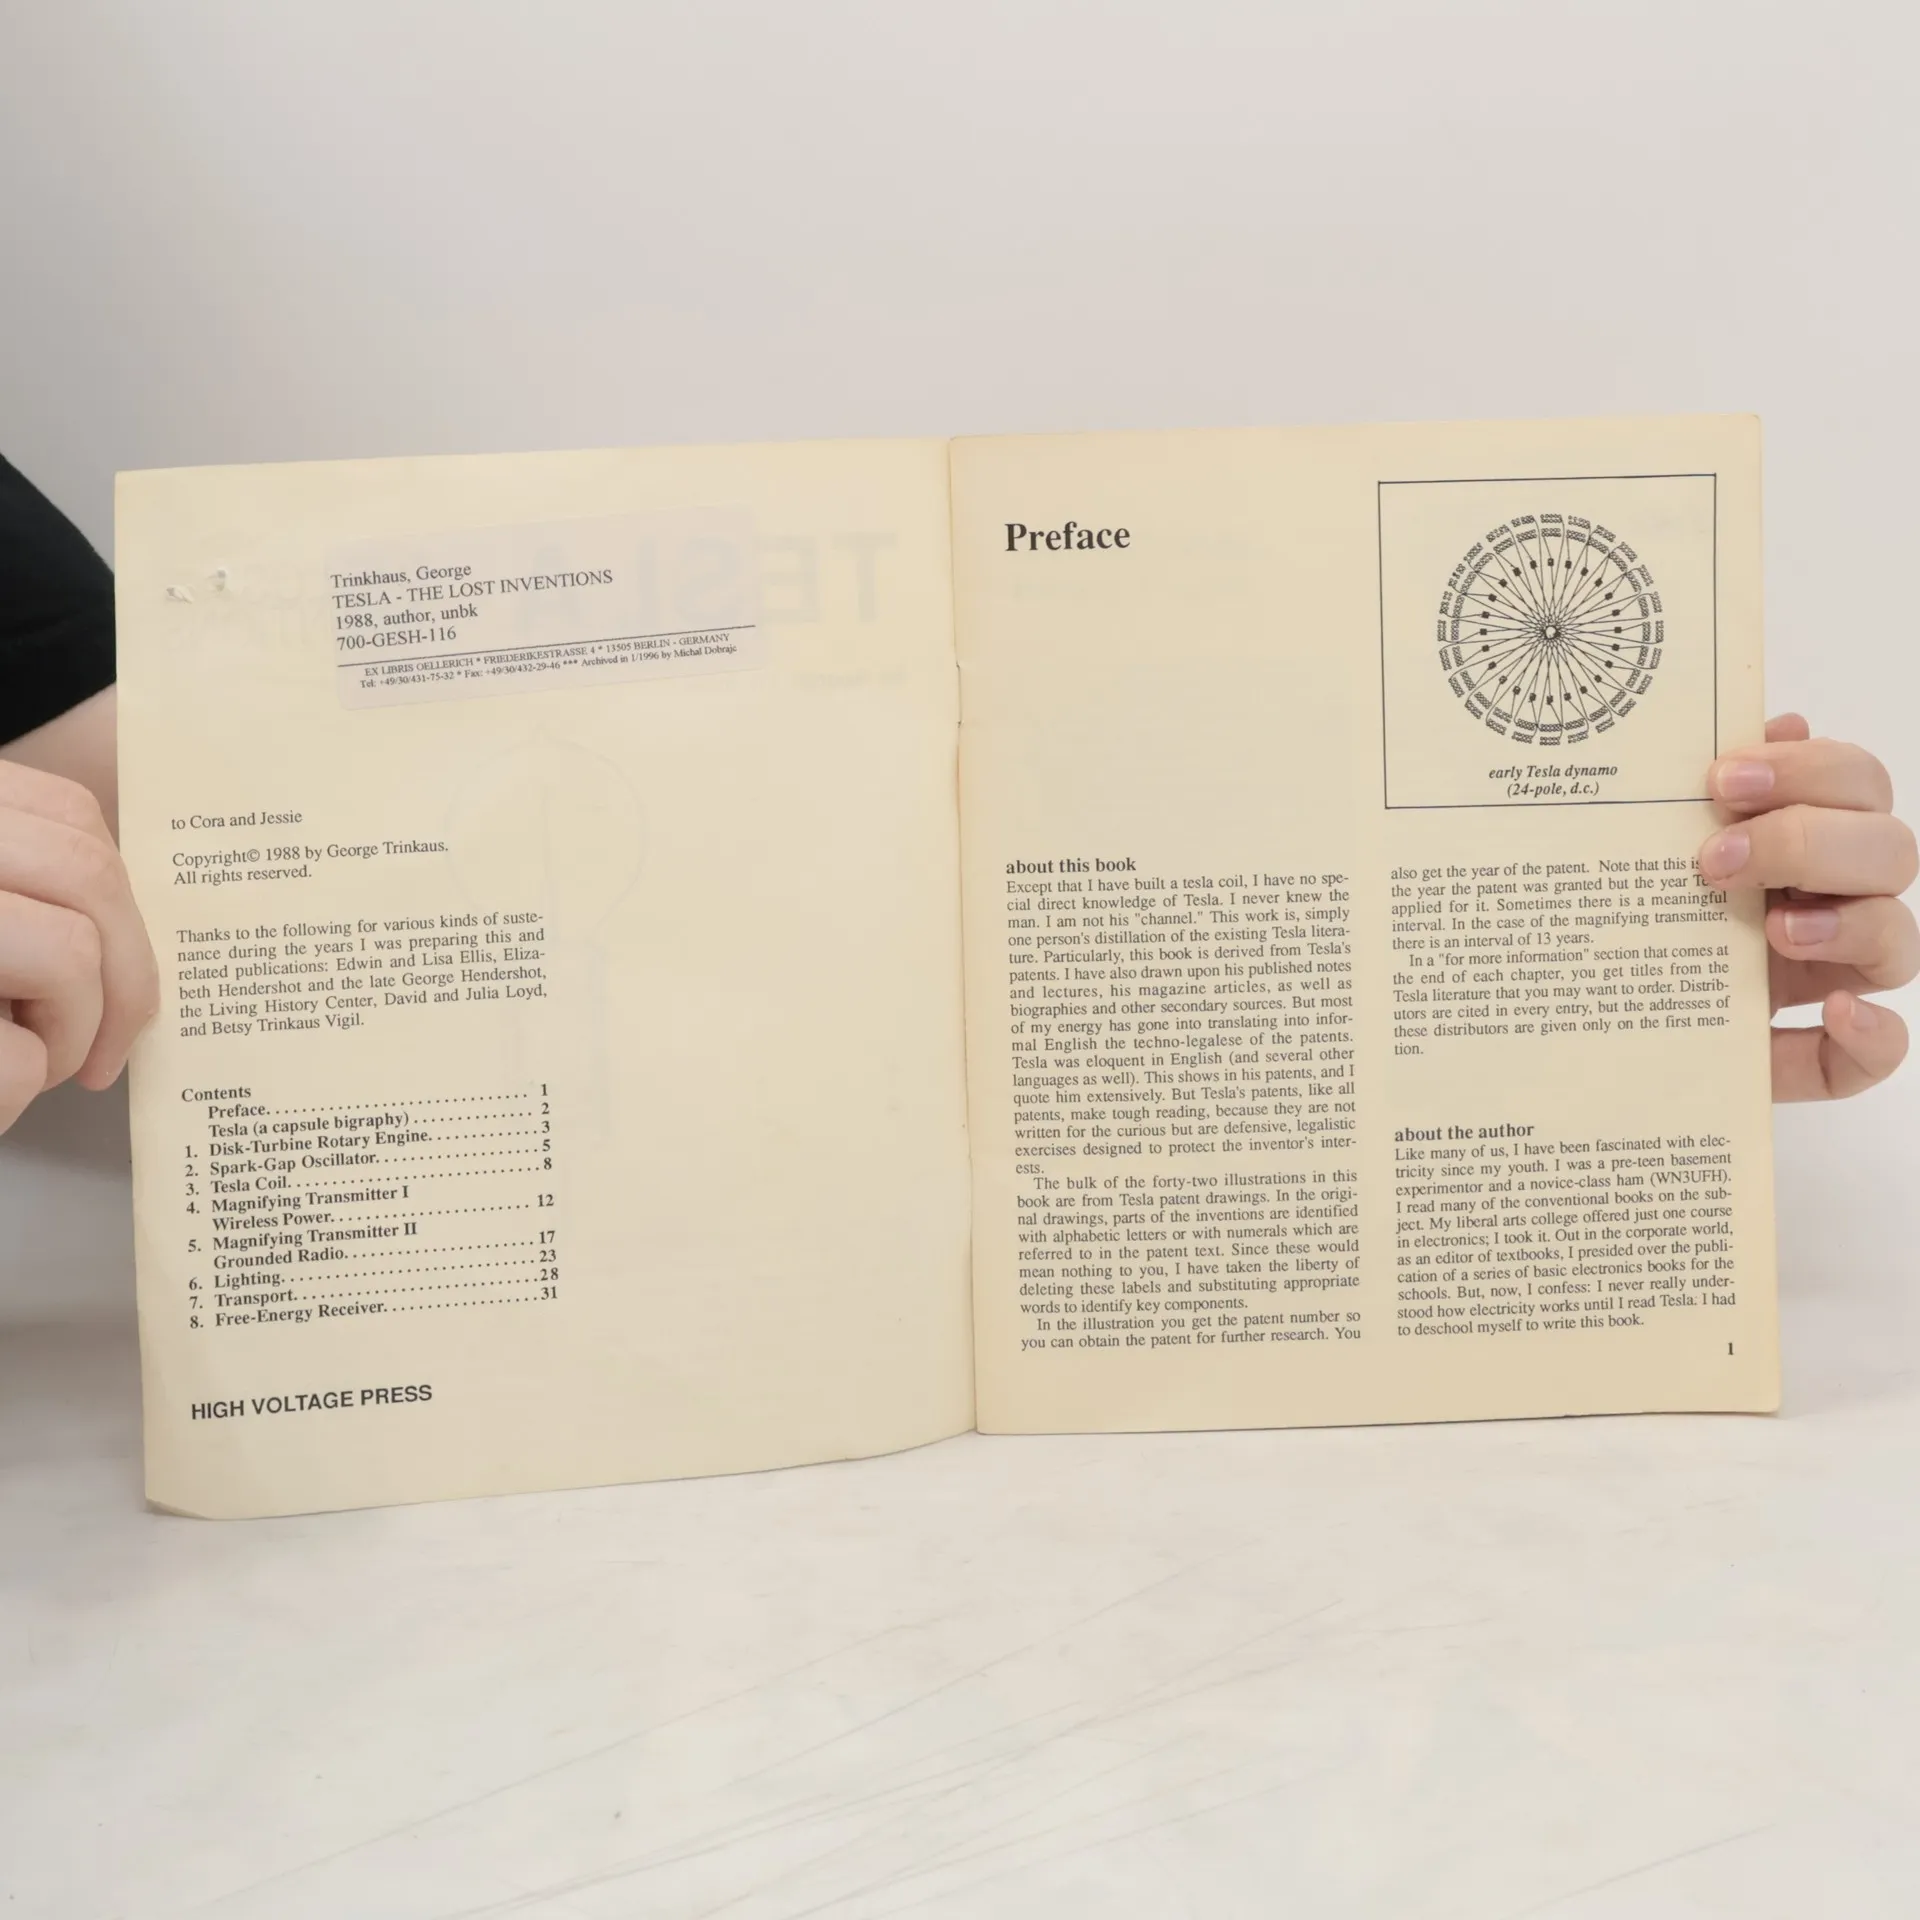 Trinkhaus, George
TESLA - THE LOST INVENTIONS
1988, author, unbk
700-GESH-116
EX LIBRIS OELLERICH * FRIEDERIKESTRASSE 4 * 13505 BERLIN - GERMANY
Tel: +49/30/431-75-32 * Fax: +49/30/432-29-46 *** Archived in 1/1996 by Michal Dobrajc
to Cora and Jessie
Copyright© 1988 by George Trinkaus.
All rights reserved.
Thanks to the following for various kinds of suste-
nance during the years I was preparing this and
related publications: Edwin and Lisa Ellis, Eliza-
beth Hendershot and the late George Hendershot,
the Living History Center, David and Julia Loyd,
and Betsy Trinkaus Vigil.
Contents
Preface. . . . . . . . . . . . . . . . . . . . . . . . . . . . 1
Tesla (a capsule bigraphy) . . . . . . . . . . . . . 2
1. Disk-Turbine Rotary Engine. . . . . . . . . . . . 3
2. Spark-Gap Oscillator. . . . . . . . . . . . . . . . . 5
3. Tesla Coil. . . . . . . . . . . . . . . . . . . . . . . . . 8
4. Magnifying Transmitter I
Wireless Power. . . . . . . . . . . . . . . . . . . . . 12
5. Magnifying Transmitter II
Grounded Radio. . . . . . . . . . . . . . . . . . . . 17
6. Lighting. . . . . . . . . . . . . . . . . . . . . . . . . . 23
7. Transport. . . . . . . . . . . . . . . . . . . . . . . . . 28
8. Free-Energy Receiver. . . . . . . . . . . . . . . . 31
HIGH VOLTAGE PRESS
Preface
early Tesla dynamo
(24-pole, d.c.)
about this book
Except that I have built a tesla coil, I have no spe-
cial direct knowledge of Tesla. I never knew the
man. I am not his "channel." This work is, simply
one person's distillation of the existing Tesla litera-
ture. Particularly, this book is derived from Tesla's
patents. I have also drawn upon his published notes
and lectures, his magazine articles, as well as
biographies and other secondary sources. But most
of my energy has gone into translating into infor-
mal English the techno-legalese of the patents.
Tesla was eloquent in English (and several other
languages as well). This shows in his patents, and I
quote him extensively. But Tesla's patents, like all
patents, make tough reading, because they are not
written for the curious but are defensive, legalistic
exercises designed to protect the inventor's inter-
ests.
The bulk of the forty-two illustrations in this
book are from Tesla patent drawings. In the origi-
nal drawings, parts of the inventions are identified
with alphabetic letters or with numerals which are
referred to in the patent text. Since these would
mean nothing to you, I have taken the liberty of
deleting these labels and substituting appropriate
words to identify key components.
In the illustration you get the patent number so
you can obtain the patent for further research. You
also get the year of the patent. Note that this
the year the patent was granted but the year
applied for it. Sometimes there is a meaningful
interval. In the case of the magnifying transmitter,
there is an interval of 13 years.
In a "for more information" section that comes at
the end of each chapter, you get titles from the
Tesla literature that you may want to order. Distrib-
utors are cited in every entry, but the addresses of
these distributors are given only on the first men-
tion.
about the author
Like many of us, I have been fascinated with elec-
tricity since my youth. I was a pre-teen basement
experimentor and a novice-class ham (WN3UFH).
I read many of the conventional books on the sub-
ject. My liberal arts college offered just one course
in electronics; I took it. Out in the corporate world,
as an editor of textbooks, I presided over the publi-
cation of a series of basic electronics books for the
schools. But, now, I confess: I never really under-
stood how electricity works until I read Tesla. I had
to deschool myself to write this book.
1